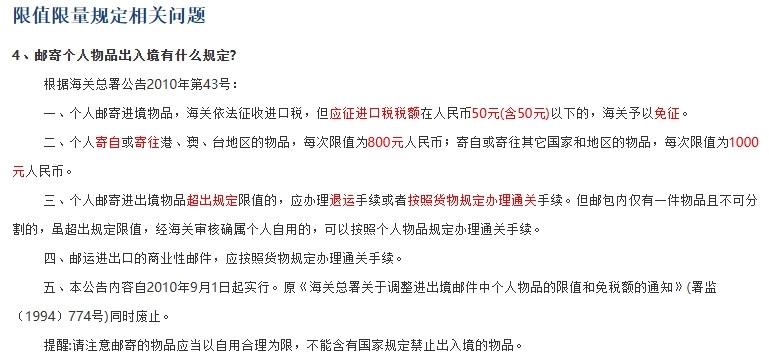 限值限量规定相关问题
4、邮寄个人物品出入境有什么规定?
根据海关总署公告2010年第43号：
一、个人邮寄进境物品，海关依法征收进口税，但应征进口税税额在人民币50元(含50元)以下的，海关予以免征。
二、个人寄自或寄往港、澳、台地区的物品，每次限值为800元人民币；寄自或寄往其它国家和地区的物品，每次限值为1000
元人民币。
三、个人邮寄进出境物品超出规定限值的，应办理退运手续或者按照货物规定办理通关手续。但邮包内仅有一件物品且不可分
割的，虽超出规定限值，经海关审核确属个人自用的，可以按照个人物品规定办理通关手续。
四、邮运进出口的商业性邮件，应按照货物规定办理通关手续。
五、本公告内容自2010年9月1日起实行。原《海关总署关于调整进出境邮件中个人物品的限值和免税额的通知》(署监
（1994）774号)同时废止。
提醒:请注意邮寄的物品应当以自用合理为限，不能含有国家规定禁止出入境的物品。